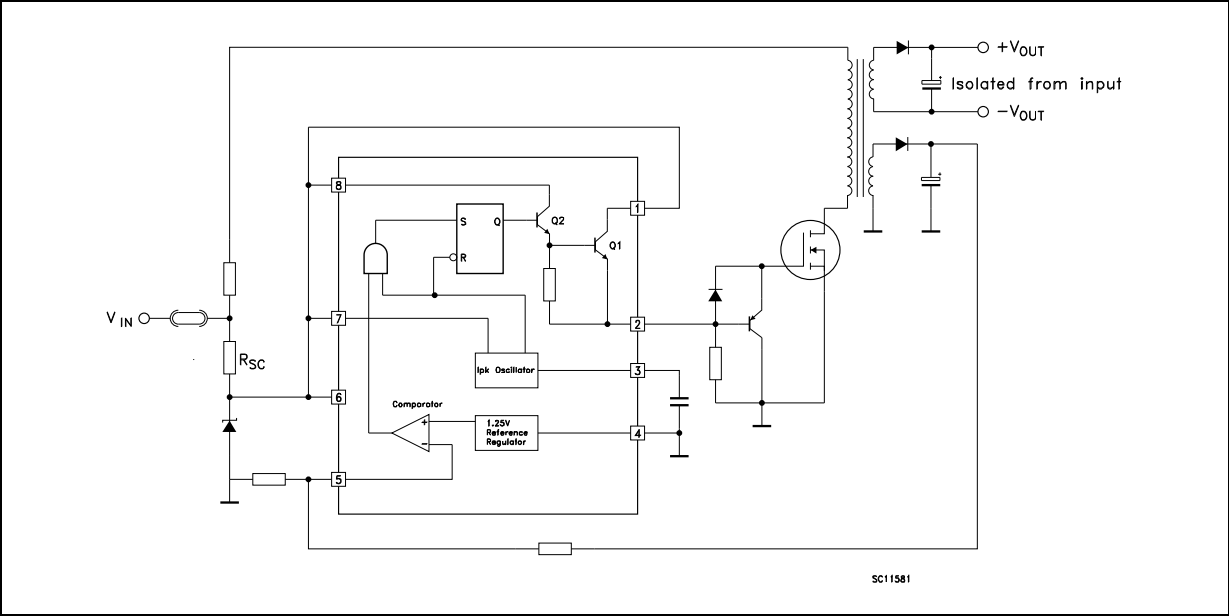 +VOUT
Isolated from input
−VOUT
8
1
S Q
Q2
Q1
R
VIN
7
2
RSC
Ipk Oscillator
3
6
Comparator
+
−
1.25V
Reference
Regulator
4
5
+
+
SC11581